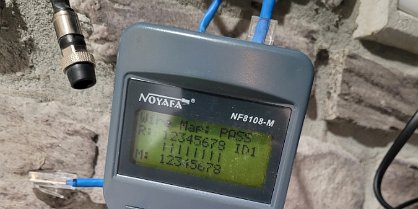 NOYAFA
NF8108-M
Wire Map: PASS
R: 12345678 ID1
||||||||
M: 12345678